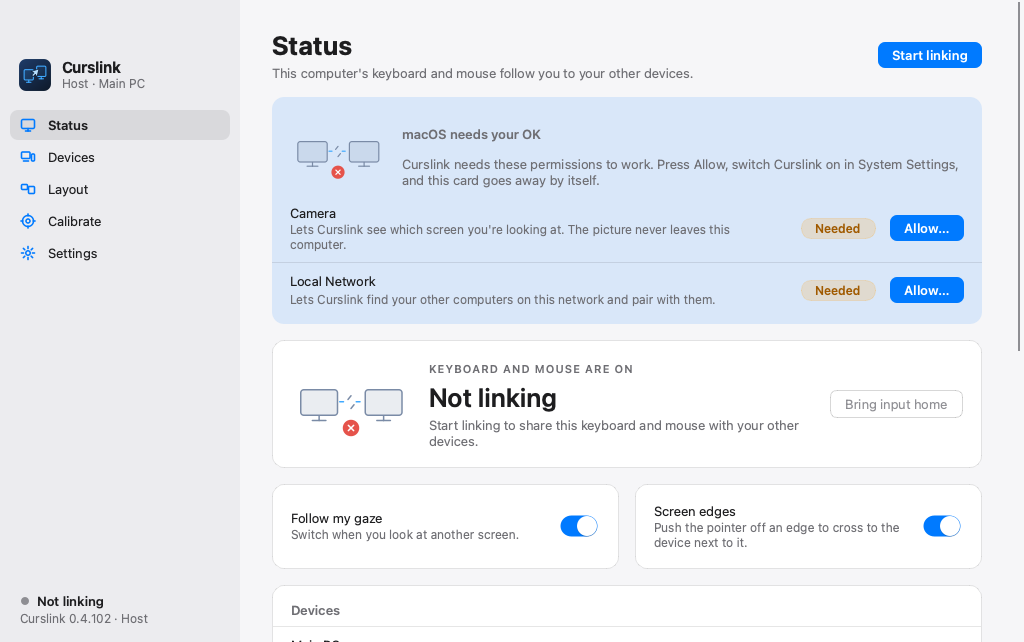 Curslink
Host · Main PC
Status
Devices
Layout
Calibrate
Settings
Not linking
Curslink 0.4.102 · Host
Status
This computer's keyboard and mouse follow you to your other devices.
Start linking
macOS needs your OK
Curslink needs these permissions to work. Press Allow, switch Curslink on in System Settings,
and this card goes away by itself.
Camera
Lets Curslink see which screen you're looking at. The picture never leaves this
computer.
Needed
Allow...
Local Network
Lets Curslink find your other computers on this network and pair with them.
Needed
Allow...
KEYBOARD AND MOUSE ARE ON
Not linking
Start linking to share this keyboard and mouse with your other
devices.
Bring input home
Follow my gaze
Switch when you look at another screen.
Screen edges
Push the pointer off an edge to cross to the
device next to it.
Devices